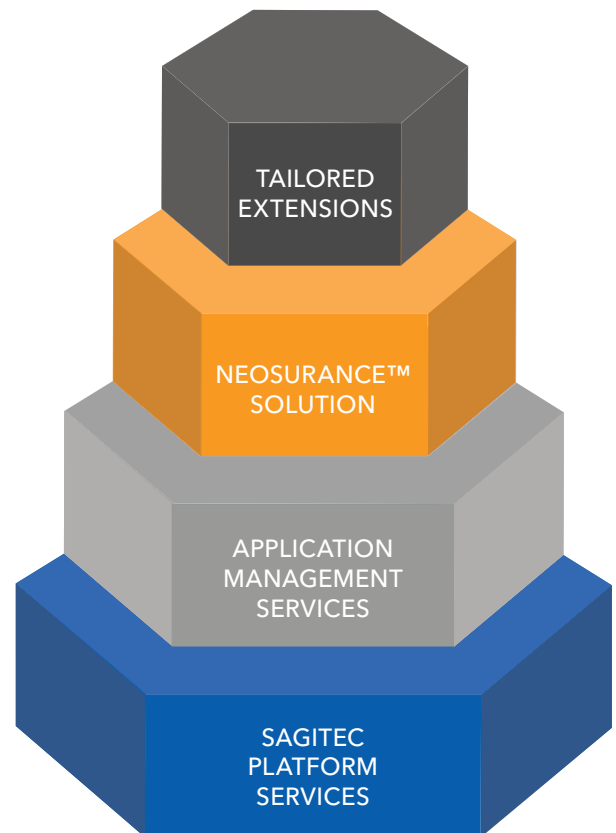 TAILORED
EXTENSIONS
NEOSURANCE™
SOLUTION
APPLICATION
MANAGEMENT
SERVICES
SAGITEC
PLATFORM
SERVICES